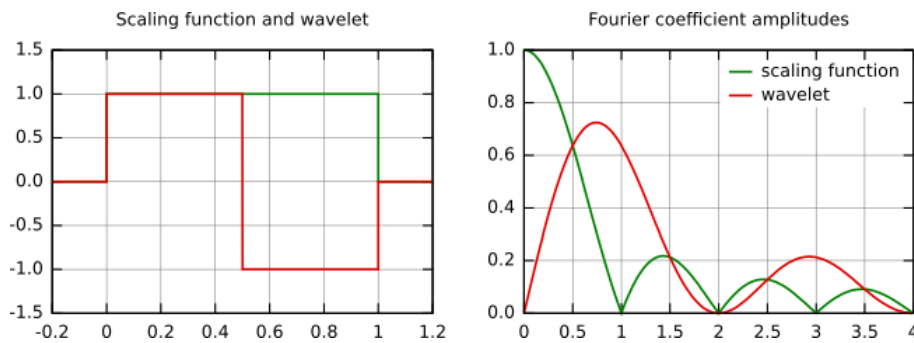 Scaling function and wavelet
1.5
1.0
0.5
0.0
-0.5
-1.0
-1.5
-0.2 0 0.2 0.4 0.6 0.8 1 1.2
Fourier coefficient amplitudes
scaling function
wavelet
1.0
0.8
0.6
0.4
0.2
0.0
0 0.5 1 1.5 2 2.5 3 3.5 4